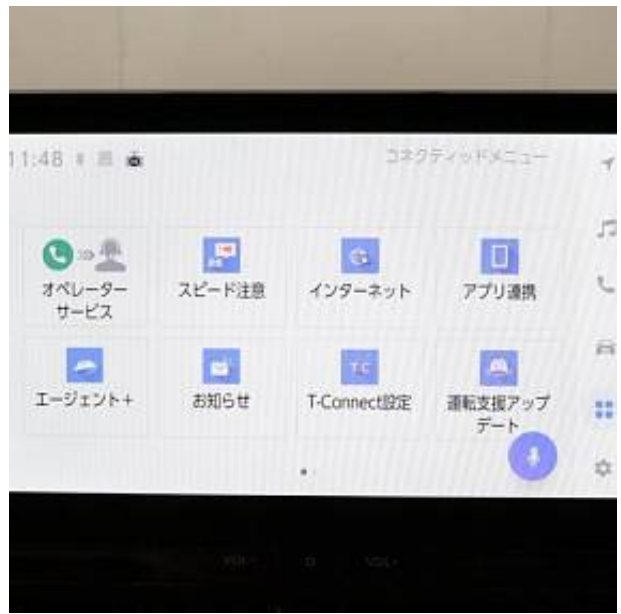 11:48
コネクティッドメニュー
オペレーター
サービス
スピード注意
インターネット
アプリ連携
エージェント+
お知らせ
T-C
T-Connect設定
運転支援アップ
デート
VOL-
VOL+